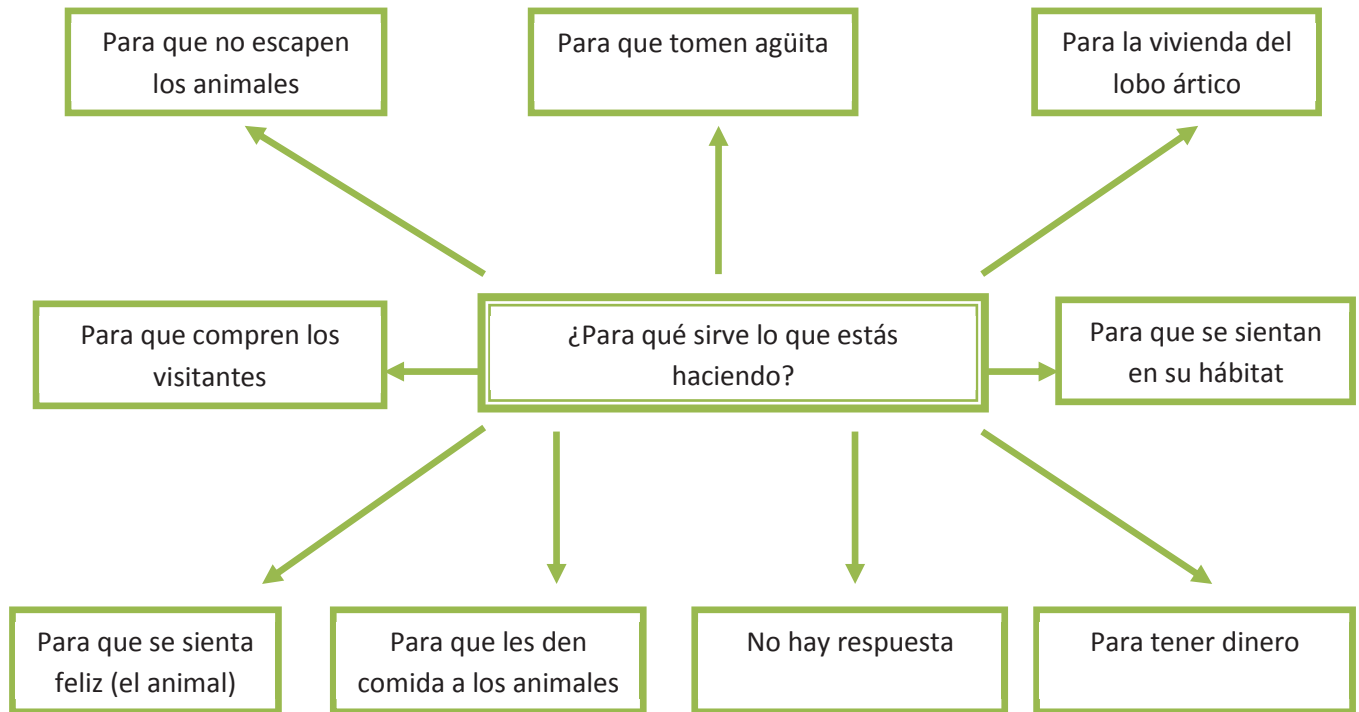 Para que no escapen
los animales
Para que tomen agüita
Para la vivienda del
lobo ártico
Para que compren los
visitantes
¿Para qué sirve lo que estás
haciendo?
Para que se sientan
en su hábitat
Para que se sienta
feliz (el animal)
Para que les den
comida a los animales
No hay respuesta
Para tener dinero